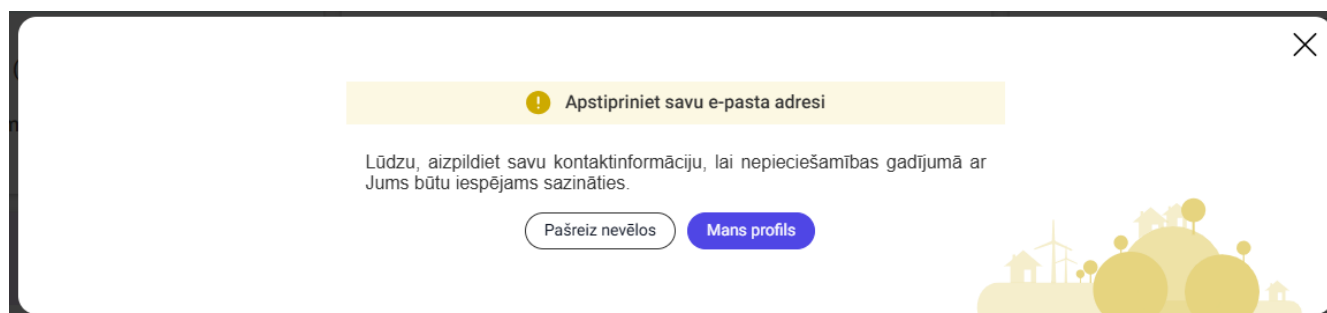 Apstipriniet savu e-pasta adresi
Lūdzu, aizpildiet savu kontaktinformāciju, lai nepieciešamības gadījumā ar
Jums būtu iespējams sazināties.
Pašreiz nevēlos
Mans profils